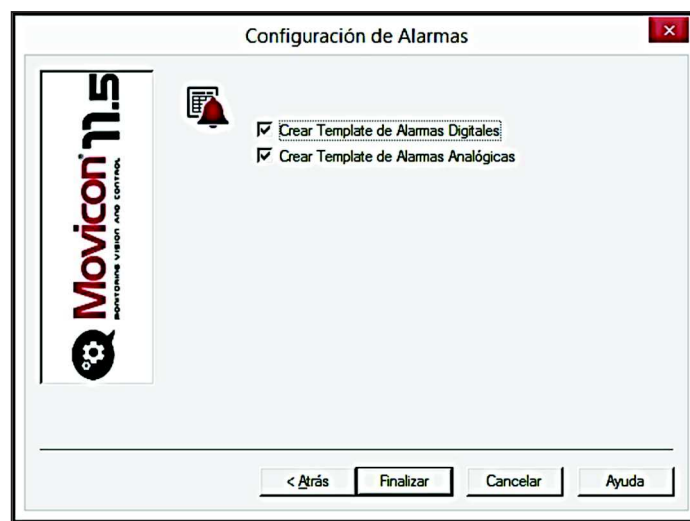 Configuración de Alarmas
Movicon 11.5
MONITORING VISION AND CONTROL
Crear Template de Alarmas Digitales
Crear Template de Alarmas Analógicas
< Atrás
Finalizar
Cancelar
Ayuda